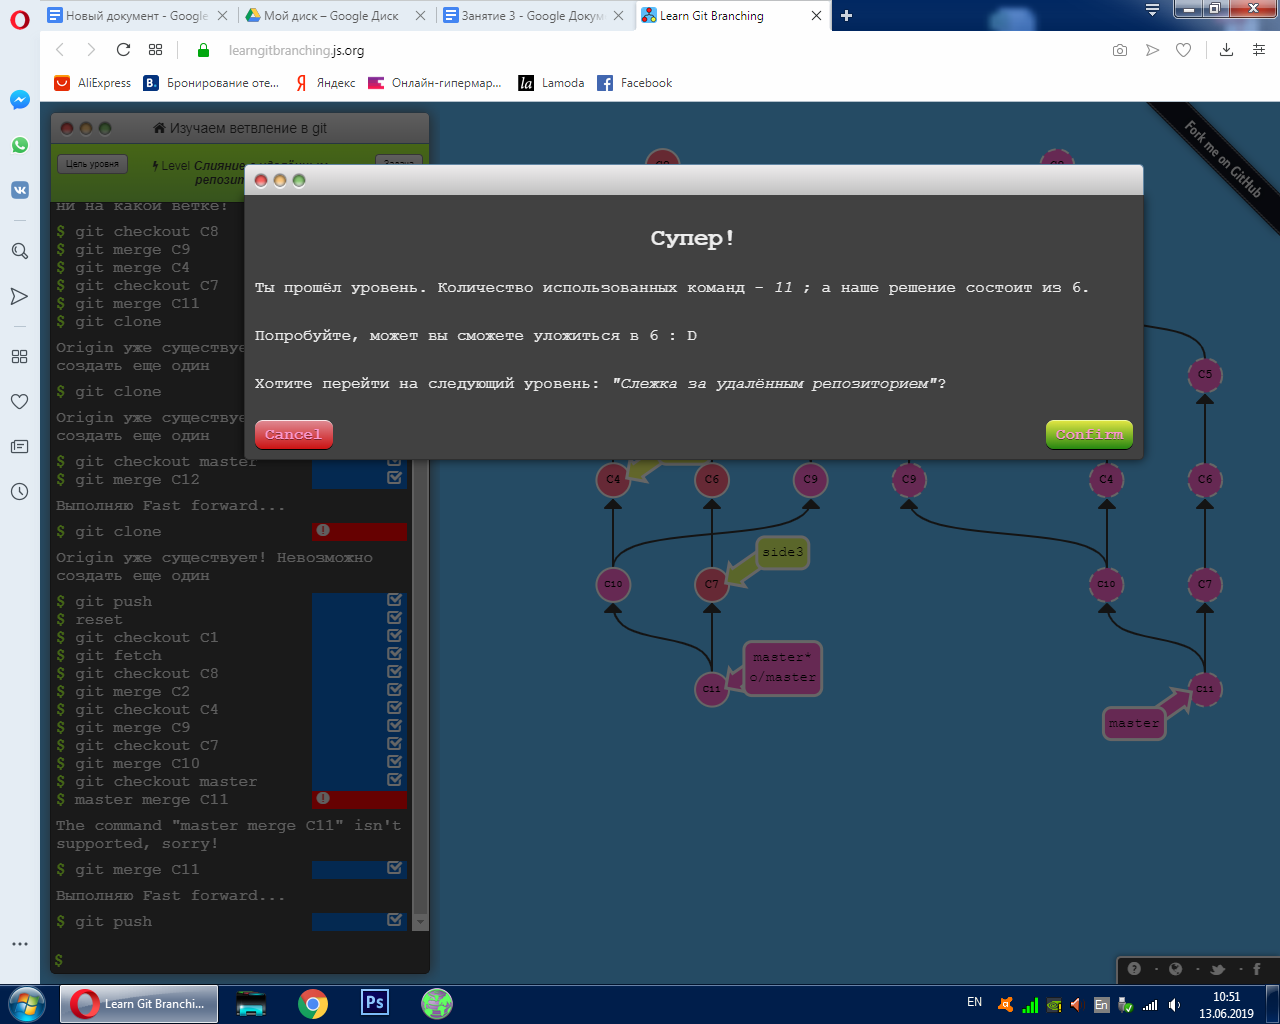 Новый документ - Google
Мой диск – Google Диск
Занятие 3 - Google Докум
Learn Git Branching
learngitbranching.js.org
AliExpress
Бронирование оте...
Яндекс
Онлайн-гипермар...
Lamoda
Facebook
Изучаем ветвление в git
Цель уровня
Level Слияние
репозит
ни на какой ветке!
$ git checkout C8
$ git merge C9
$ git merge C4
$ git checkout C7
$ git merge C11
$ git clone
Origin уже существуе
создать еще один
$ git clone
Origin уже существуе
создать еще один
$ git checkout master
$ git merge C12
Выполняю Fast forward...
$ git clone
Origin уже существует! Невозможно
создать еще один
$ git push
$ reset
$ git checkout C1
$ git fetch
$ git checkout C8
$ git merge C2
$ git checkout C4
$ git merge C9
$ git checkout C7
$ git merge C10
$ git checkout master
$ master merge C11
The command "master merge C11" isn't
supported, sorry!
$ git merge C11
Выполняю Fast forward...
$ git push
$
Супер!
Ты прошёл уровень. Количество использованных команд – 11 ; а наше решение состоит из 6.
Попробуйте, может вы сможете уложиться в 6 : D
Хотите перейти на следующий уровень: "Слежка за удалённым репозиторием"?
Cancel
Confirm
Fork me on GitHub
C5
C4
C6
C9
C9
C4
C6
side3
C10
C7
C10
C7
master*
o/master
C11
C11
master
Learn Git Branchi...
Ps
EN
En
10:51
13.06.2019